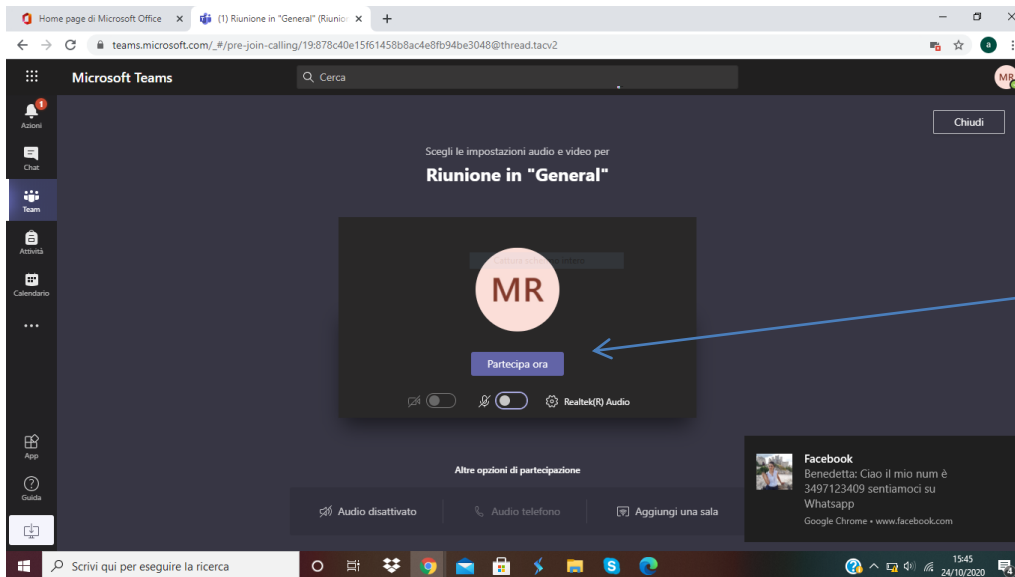 Home page di Microsoft Office
(1) Riunione in "General" (Riunior
teams.microsoft.com/_#/pre-join-calling/19:878c40e15f61458b8ac4e8fb94be3048@thread.tacv2
a
Microsoft Teams
Cerca
MR
1
Azioni
Chat
Team
Attività
Calendario
App
Guida
Chiudi
Scegli le impostazioni audio e video per
Riunione in "General"
MR
Partecipa ora
Realtek(R) Audio
Altre opzioni di partecipazione
Audio disattivato
Audio telefono
Aggiungi una sala
Facebook
Benedetta: Ciao il mio num è
3497123409 sentiamoci su
Whatsapp
Google Chrome • www.facebook.com
Scrivi qui per eseguire la ricerca
15:45
24/10/2020
4